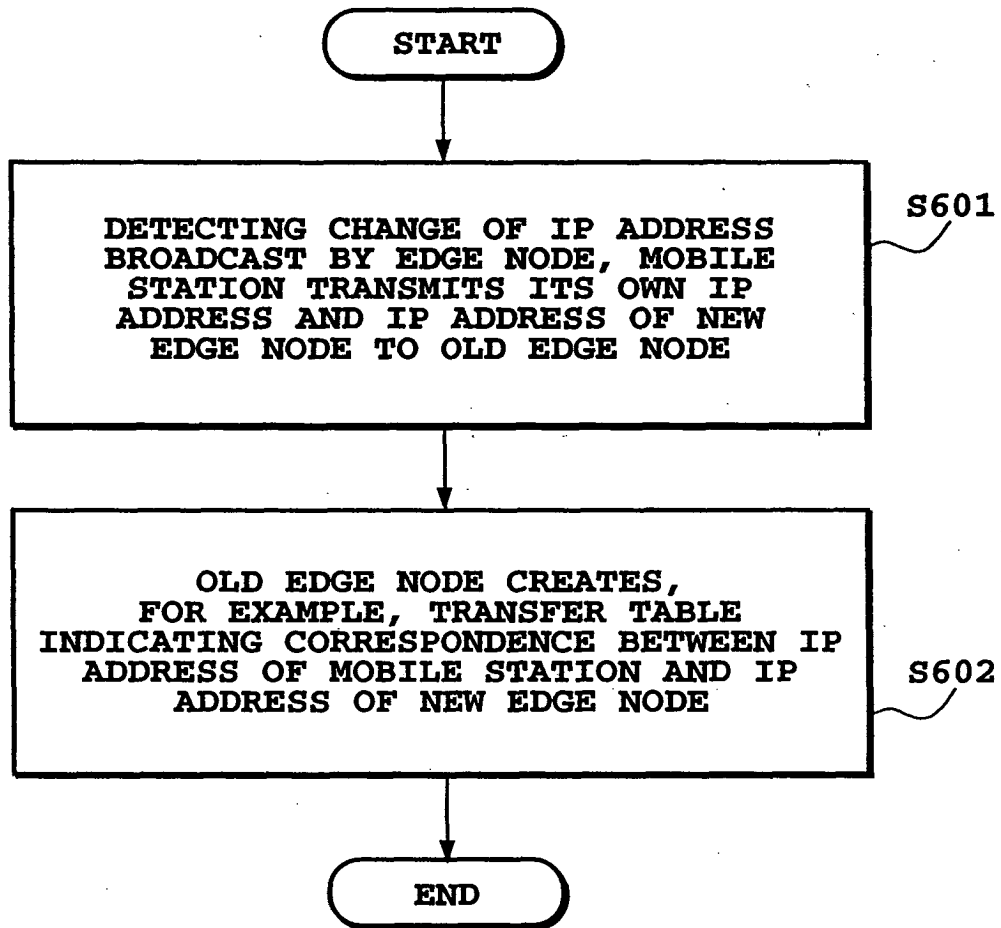 START
DETECTING CHANGE OF IP ADDRESS
BROADCAST BY EDGE NODE, MOBILE
STATION TRANSMITS ITS OWN IP
ADDRESS AND IP ADDRESS OF NEW
EDGE NODE TO OLD EDGE NODE
S601
OLD EDGE NODE CREATES,
FOR EXAMPLE, TRANSFER TABLE
INDICATING CORRESPONDENCE BETWEEN IP
ADDRESS OF MOBILE STATION AND IP
ADDRESS OF NEW EDGE NODE
S602
END